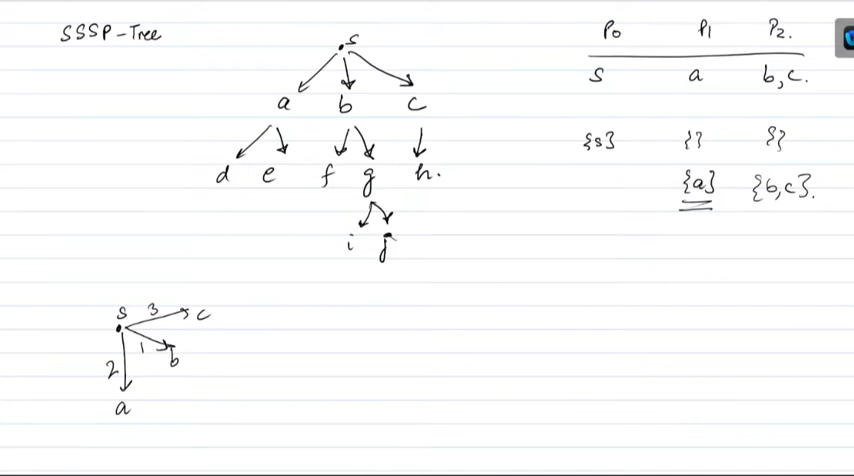 SSSP-Tree
s
a b c
d e f g h.
i j
P0 P1 P2.
s a b,c.
{s} {} {}
{a} {b,c}.
s 3 c
1 b
2
a